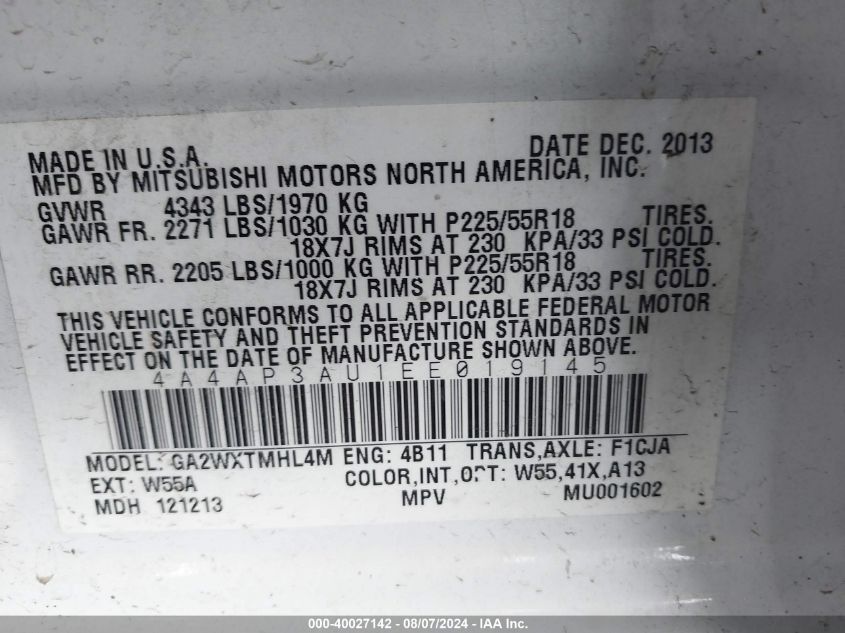 MADE IN U.S.A. DATE DEC. 2013
MFD BY MITSUBISHI MOTORS NORTH AMERICA, INC.
GVWR 4343 LBS/1970 KG
GAWR FR. 2271 LBS/1030 KG WITH P225/55R18 TIRES.
18X7J RIMS AT 230 KPA/33 PSI COLD.
GAWR RR. 2205 LBS/1000 KG WITH P225/55R18 TIRES.
18X7J RIMS AT 230 KPA/33 PSI COLD.
THIS VEHICLE CONFORMS TO ALL APPLICABLE FEDERAL MOTOR
VEHICLE SAFETY AND THEFT PREVENTION STANDARDS IN
EFFECT ON THE DATE OF MANUFACTURE SHOWN ABOVE.
4A4AP3AU1EE019145
MODEL: GA2WXTMHL4M ENG: 4B11 TRANS,AXLE: F1CJA
EXT: W55A COLOR,INT,OPT: W55,41X,A13
MDH 121213 MPV MU001602
000-40027142 - 08/07/2024 - IAA Inc.